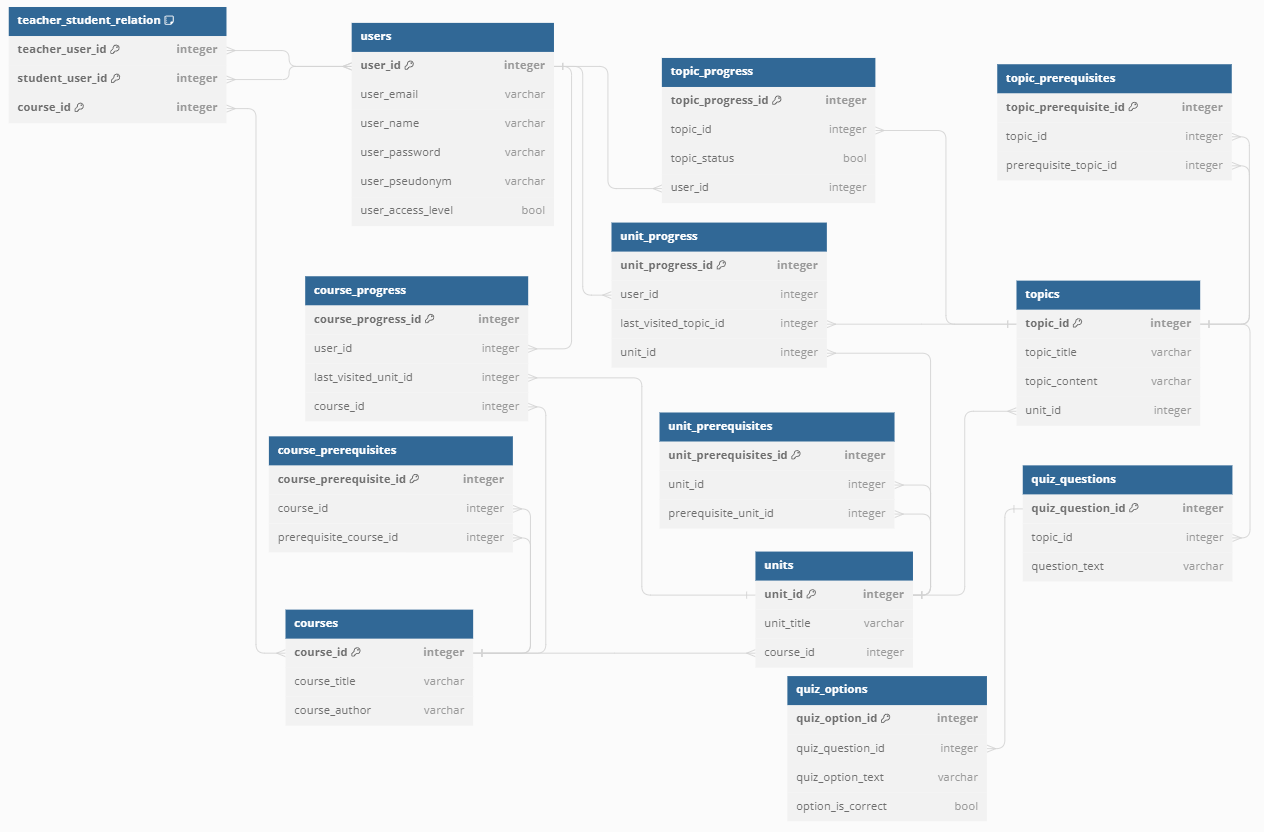 teacher_student_relation
teacher_user_id integer
student_user_id integer
course_id integer
users
user_id integer
user_email varchar
user_name varchar
user_password varchar
user_pseudonym varchar
user_access_level bool
topic_progress
topic_progress_id integer
topic_id integer
topic_status bool
user_id integer
topic_prerequisites
topic_prerequisite_id integer
topic_id integer
prerequisite_topic_id integer
unit_progress
unit_progress_id integer
user_id integer
last_visited_topic_id integer
unit_id integer
course_progress
course_progress_id integer
user_id integer
last_visited_unit_id integer
course_id integer
topics
topic_id integer
topic_title varchar
topic_content varchar
unit_id integer
course_prerequisites
course_prerequisite_id integer
course_id integer
prerequisite_course_id integer
unit_prerequisites
unit_prerequisites_id integer
unit_id integer
prerequisite_unit_id integer
quiz_questions
quiz_question_id integer
topic_id integer
question_text varchar
units
unit_id integer
unit_title varchar
course_id integer
courses
course_id integer
course_title varchar
course_author varchar
quiz_options
quiz_option_id integer
quiz_question_id integer
quiz_option_text varchar
option_is_correct bool